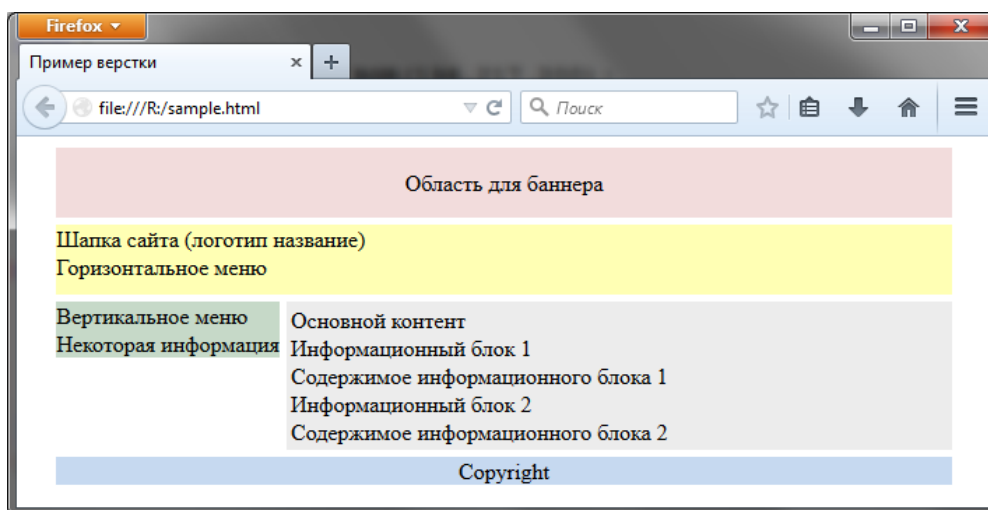 Firefox
Пример верстки
file:///R:/sample.html
Поиск
Область для баннера
Шапка сайта (логотип название)
Горизонтальное меню
Вертикальное меню
Некоторая информация
Основной контент
Информационный блок 1
Содержимое информационного блока 1
Информационный блок 2
Содержимое информационного блока 2
Copyright